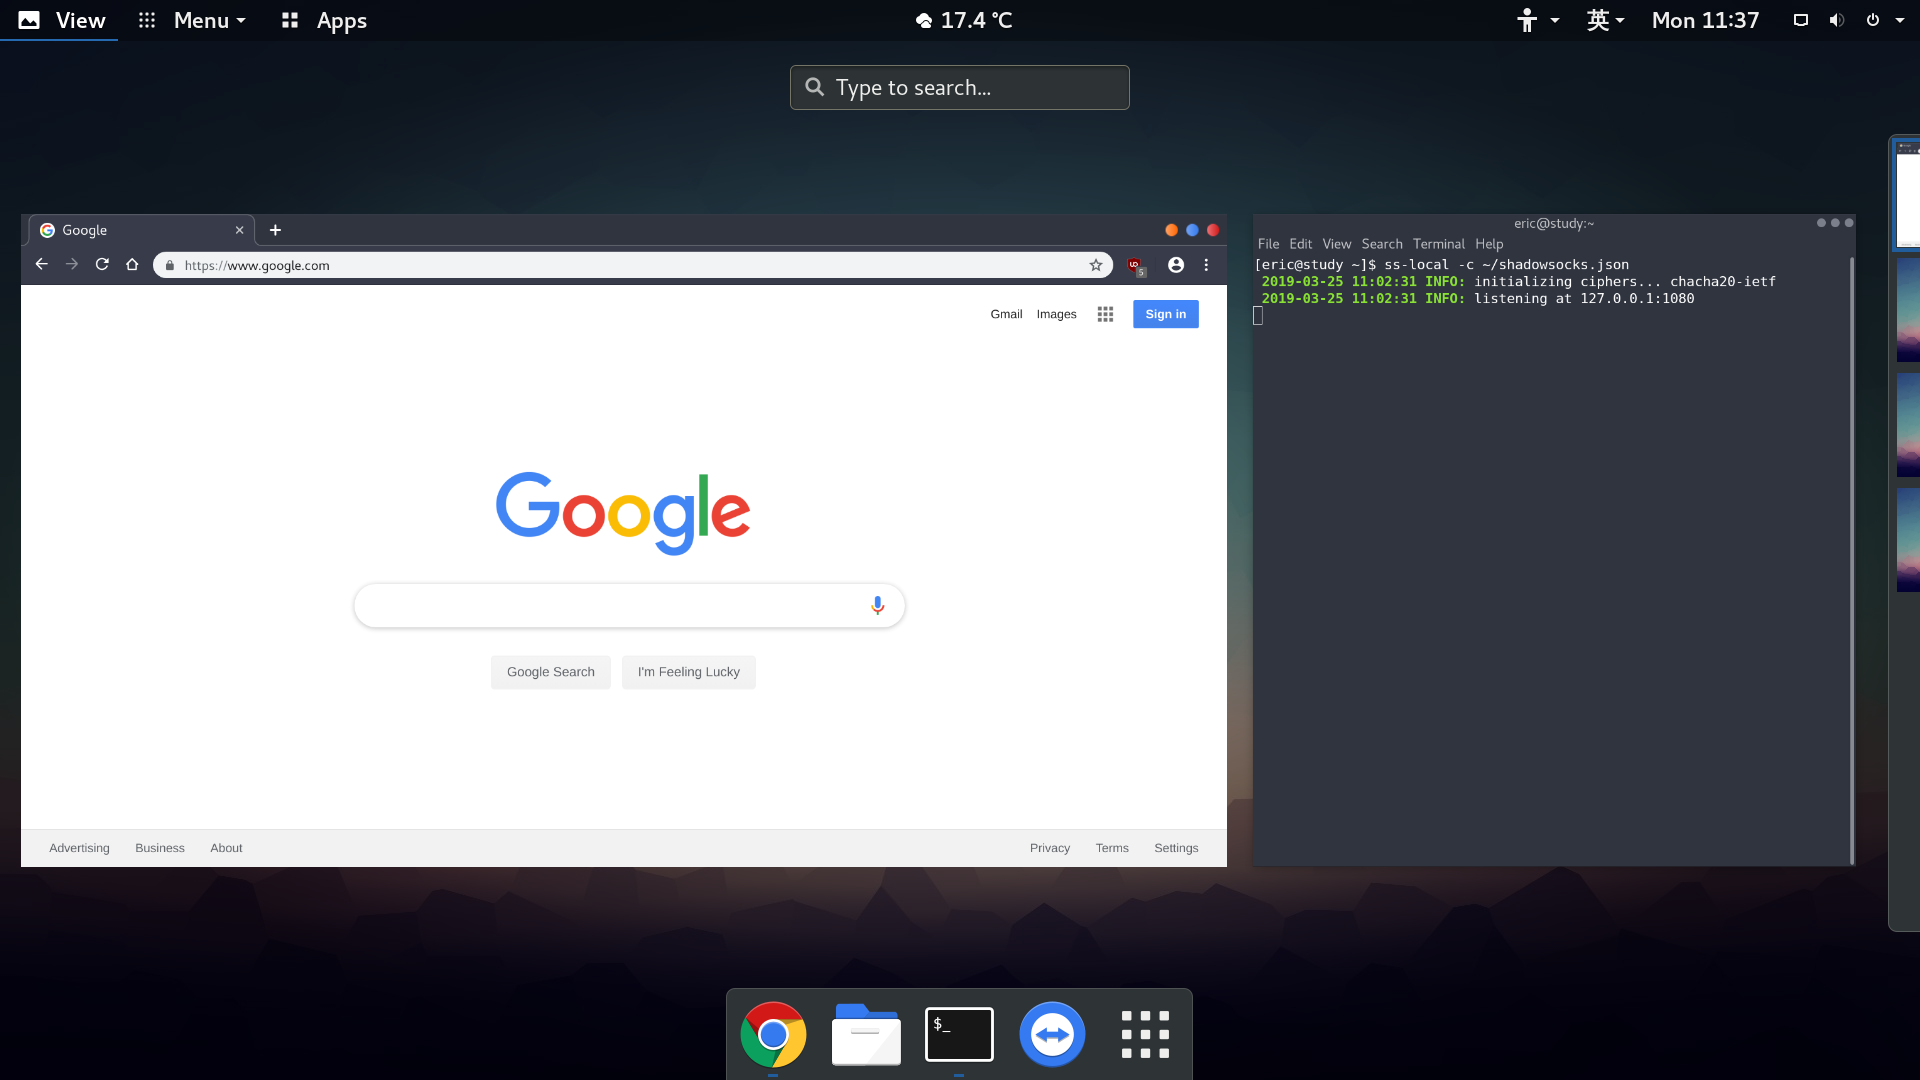 View Menu Apps 17.4 ℃ 英 Mon 11:37
Type to search...
Google
https://www.google.com
5
Gmail Images Sign in
Google
Google Search I'm Feeling Lucky
Advertising Business About Privacy Terms Settings
eric@study:~
File Edit View Search Terminal Help
[eric@study ~]$ ss-local -c ~/shadowsocks.json
2019-03-25 11:02:31 INFO: initializing ciphers... chacha20-ietf
2019-03-25 11:02:31 INFO: listening at 127.0.0.1:1080
$_